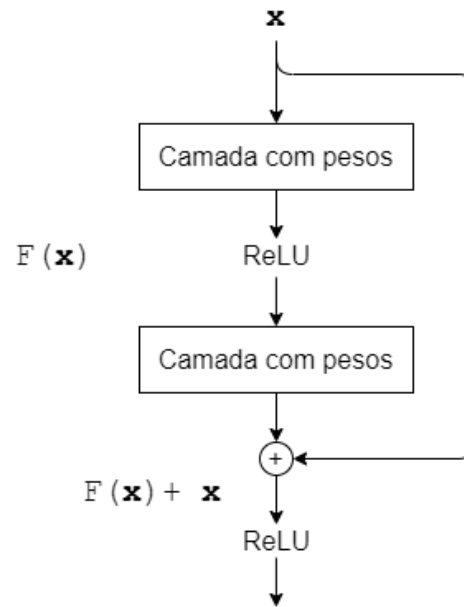 x
Camada com pesos
F(x)
ReLU
Camada com pesos
+
F(x)+ x
ReLU